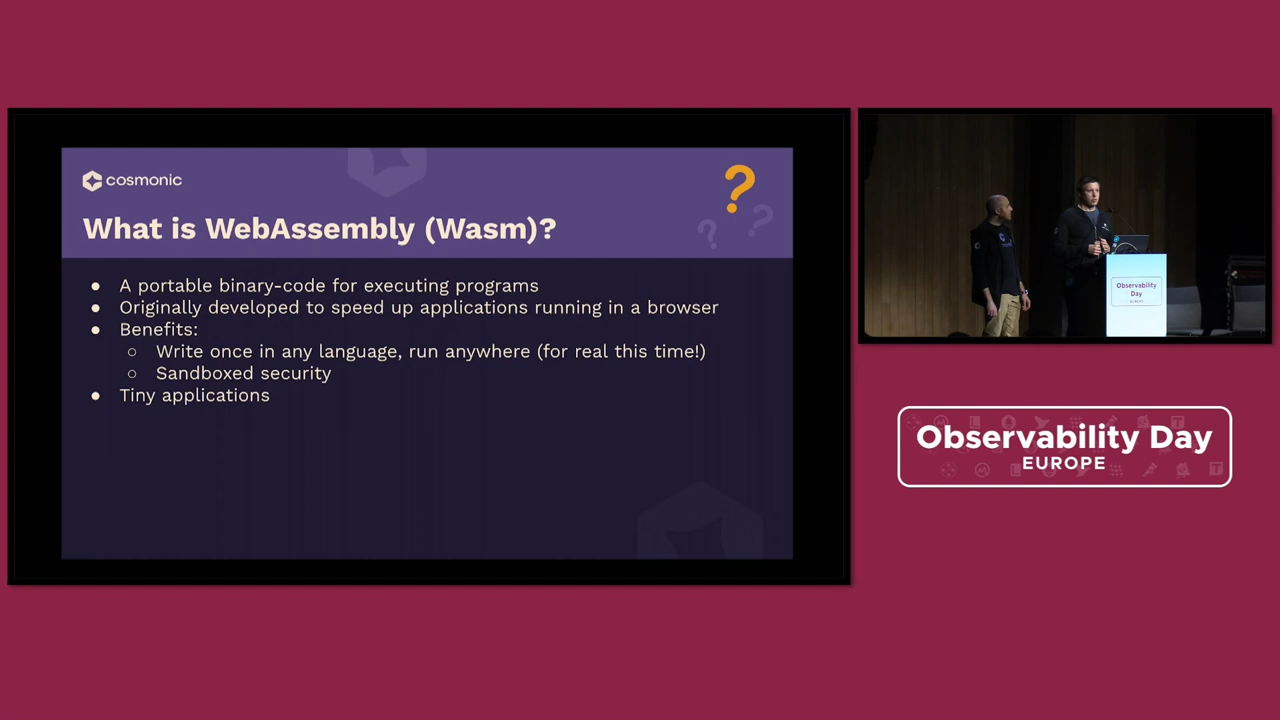 cosmonic
What is WebAssembly (Wasm)?
● A portable binary-code for executing programs
● Originally developed to speed up applications running in a browser
● Benefits:
○ Write once in any language, run anywhere (for real this time!)
○ Sandboxed security
● Tiny applications
Observability
Day
EUROPE
Observability Day
EUROPE